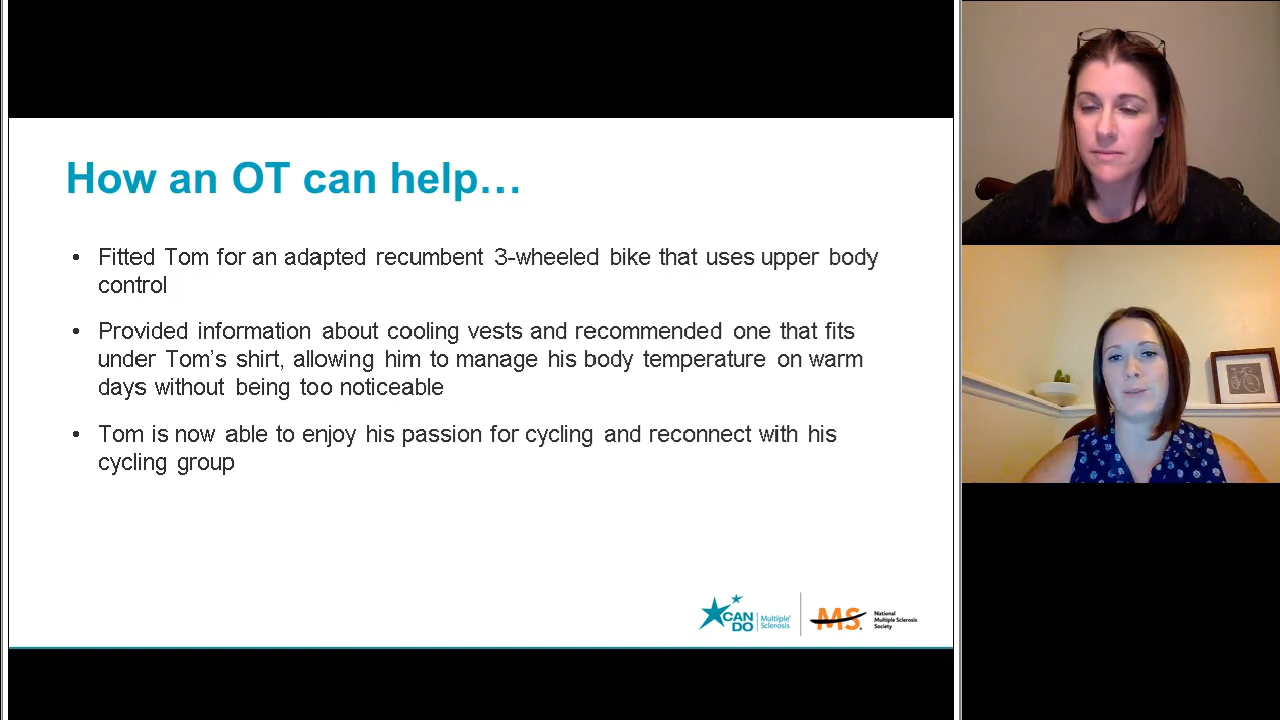 How an OT can help…
• Fitted Tom for an adapted recumbent 3-wheeled bike that uses upper body
control
• Provided information about cooling vests and recommended one that fits
under Tom's shirt, allowing him to manage his body temperature on warm
days without being too noticeable
• Tom is now able to enjoy his passion for cycling and reconnect with his
cycling group
CAN
DO
Multiple
Sclerosis
MS
National
Multiple Sclerosis
Society